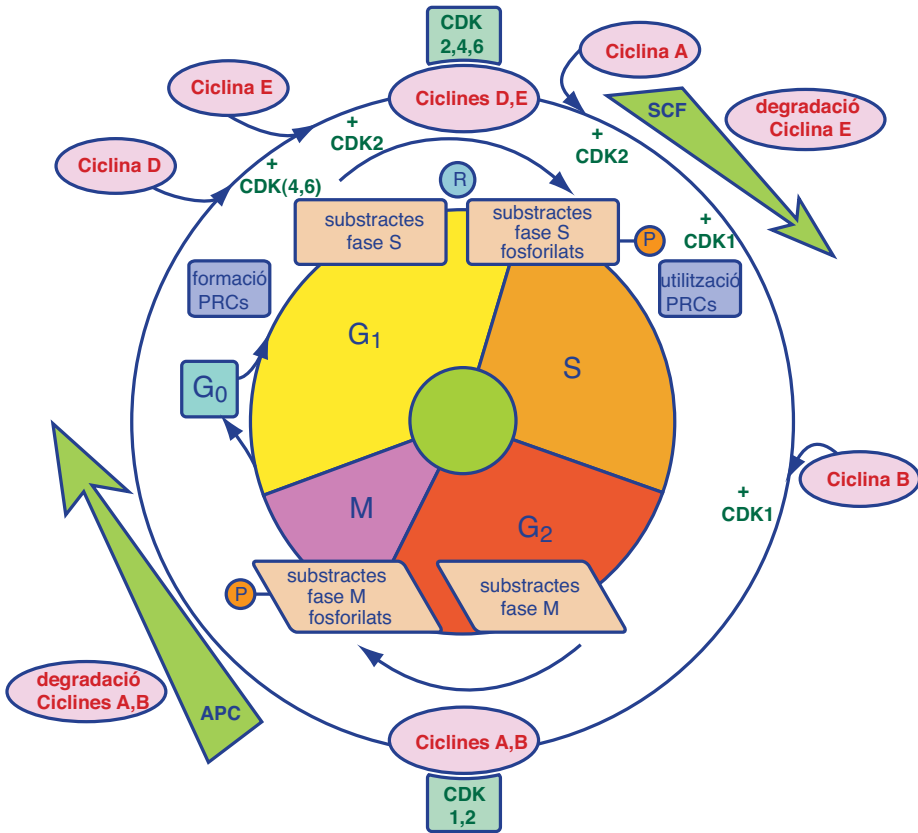 CDK
2,4,6
Ciclines D,E
Ciclina A
Ciclina E
Ciclina D
SCF
degradació
Ciclina E
+
CDK2
+
CDK(4,6)
+
CDK2
+
CDK1
R
substractes
fase S
substractes
fase S
fosforilats
P
formació
PRCs
utilització
PRCs
G1
S
G0
M
G2
Ciclina B
+
CDK1
P
substractes
fase M
fosforilats
substractes
fase M
degradació
Ciclines A,B
APC
Ciclines A,B
CDK
1,2